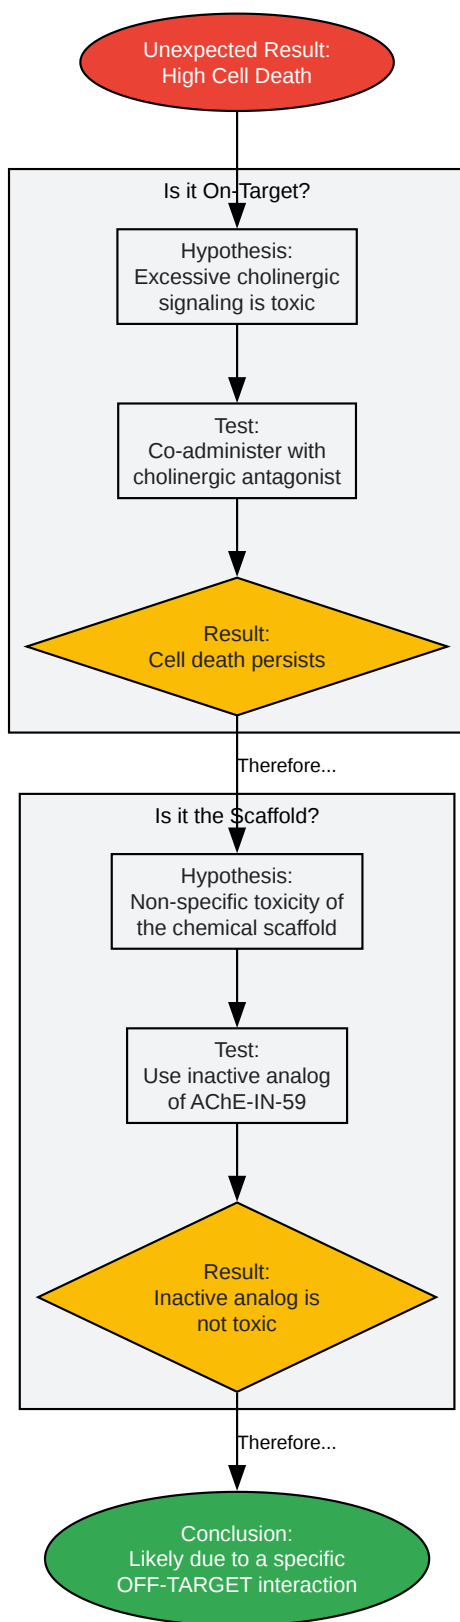 Unexpected Result:
High Cell Death
Is it On-Target?
Hypothesis:
Excessive cholinergic
signaling is toxic
Test:
Co-administer with
cholinergic antagonist
Result:
Cell death persists
Therefore...
Is it the Scaffold?
Hypothesis:
Non-specific toxicity of
the chemical scaffold
Test:
Use inactive analog
of AChE-IN-59
Result:
Inactive analog is
not toxic
Therefore...
Conclusion:
Likely due to a specific
OFF-TARGET interaction